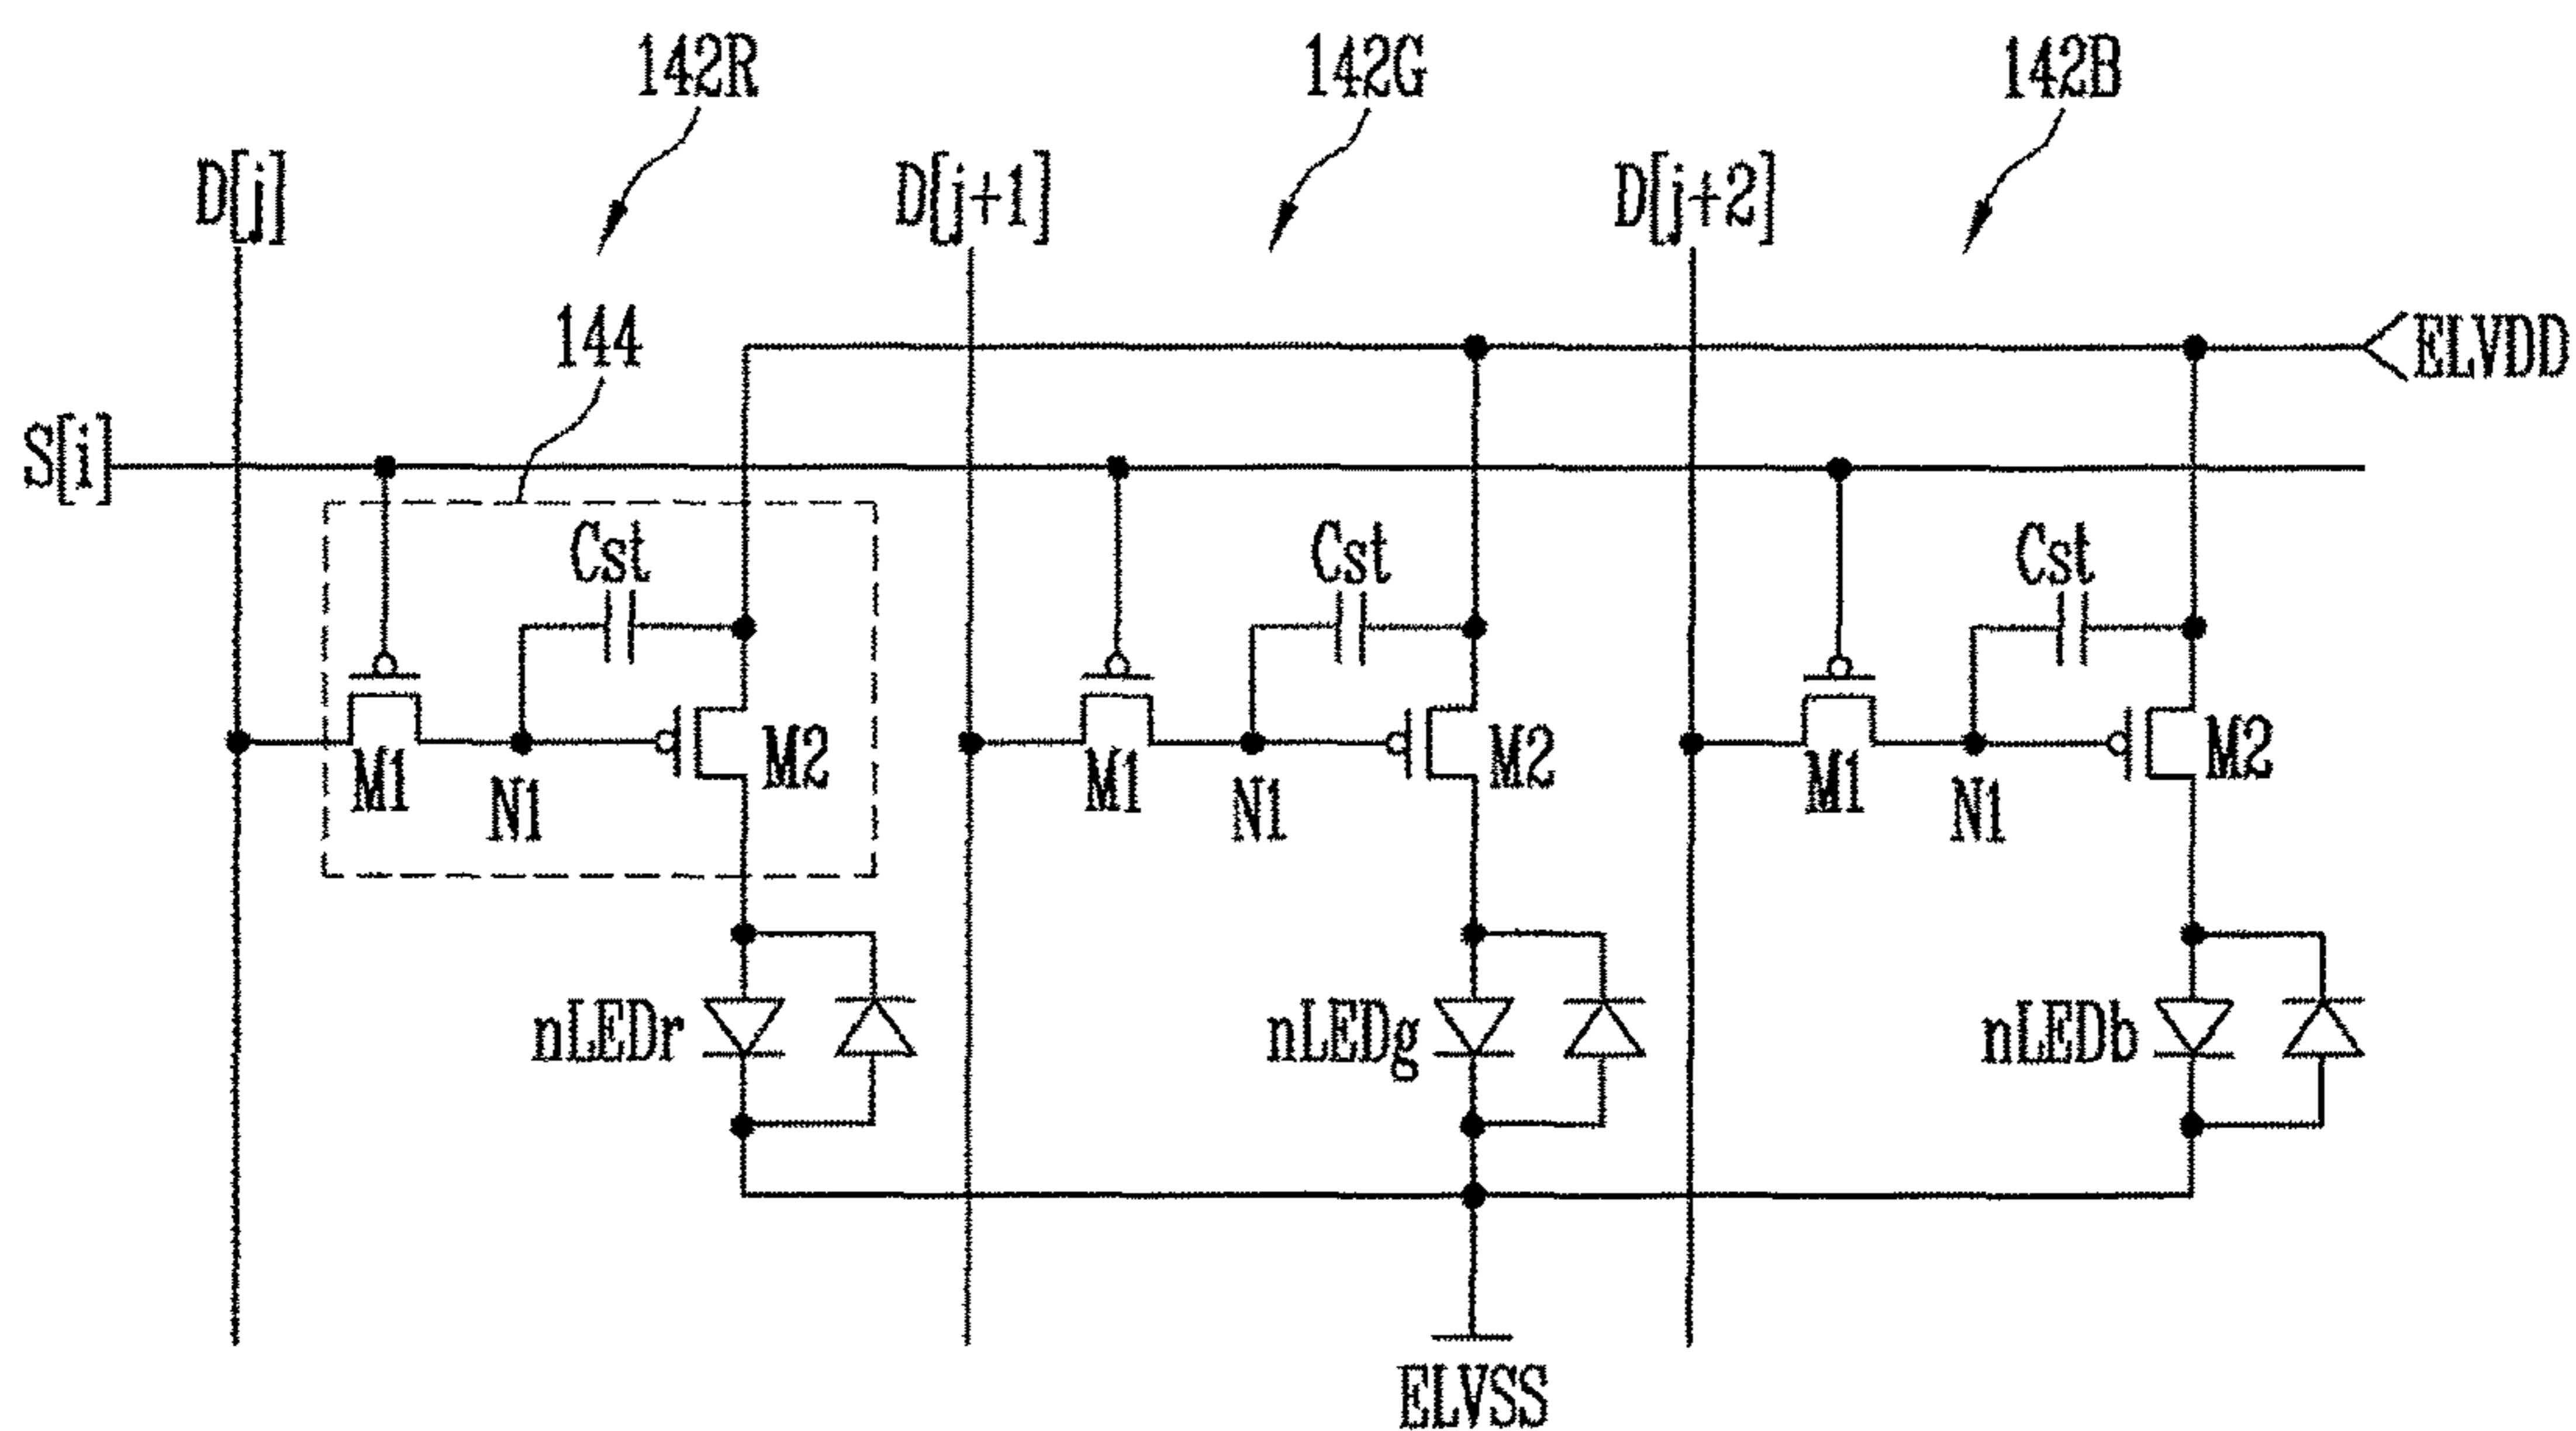 142R 142G 142B
D[j] D[j+1] D[j+2]
144 ELVDD
S[i]
Cst Cst Cst
M1 N1 M2 M1 N1 M2 M1 N1 M2
nLEDr nLEDg nLEDb
ELVSS